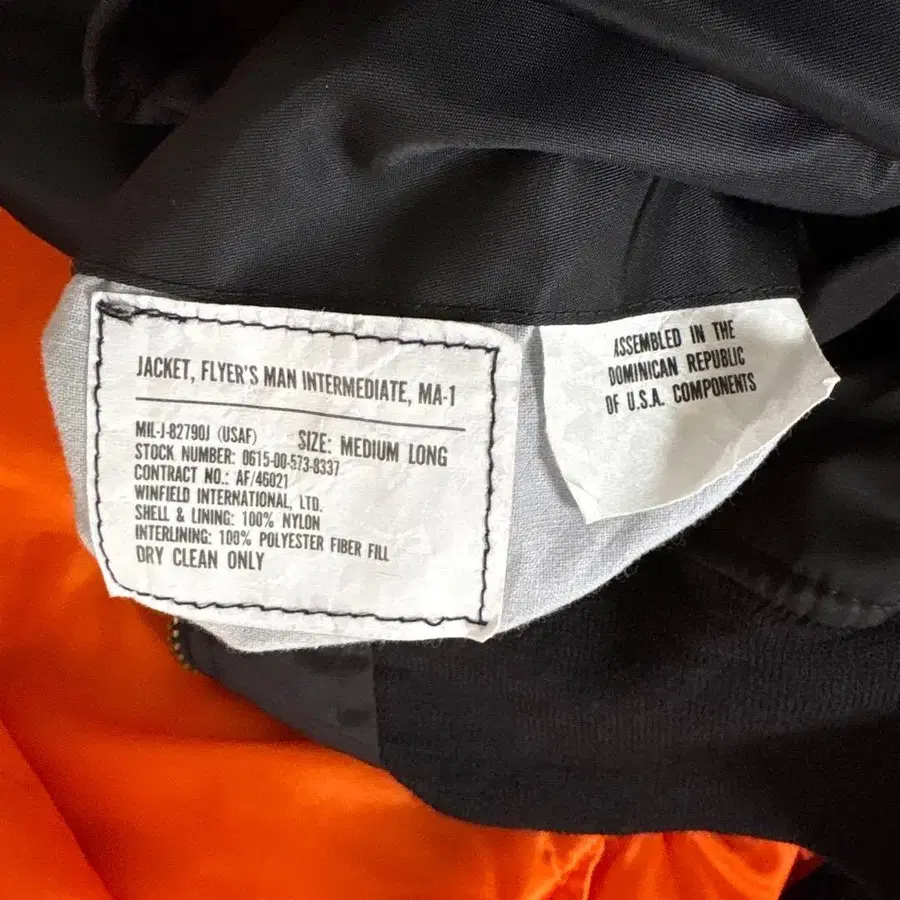 JACKET, FLYER'S MAN INTERMEDIATE, MA-1
MIL-J-82790J (USAF) SIZE: MEDIUM LONG
STOCK NUMBER: 0615-00-573-8337
CONTRACT NO.: AF/46021
WINFIELD INTERNATIONAL, LTD.
SHELL & LINING: 100% NYLON
INTERLINING: 100% POLYESTER FIBER FILL
DRY CLEAN ONLY
ASSEMBLED IN THE
DOMINICAN REPUBLIC
OF U.S.A. COMPONENTS